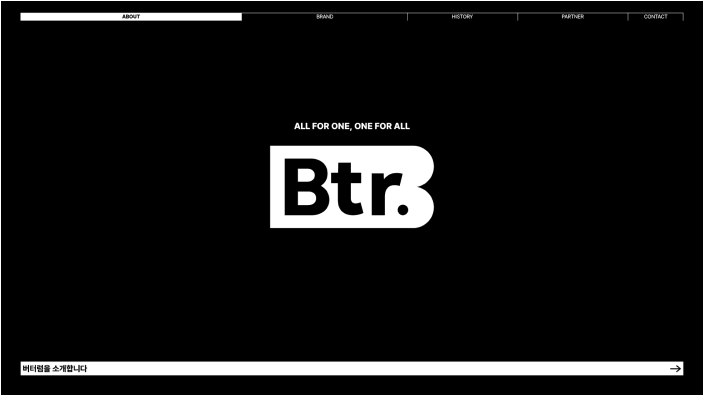 ABOUT BRAND HISTORY PARTNER CONTACT
ALL FOR ONE, ONE FOR ALL
Btr.
버터럼을 소개합니다